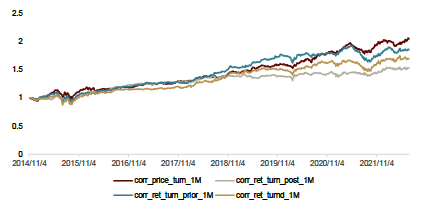 2.5
2
1.5
1
0.5
0
2014/11/4 2015/11/4 2016/11/4 2017/11/4 2018/11/4 2019/11/4 2020/11/4 2021/11/4
corr_price_turn_1M corr_ret_turn_post_1M
corr_ret_turn_prior_1M corr_ret_turnd_1M